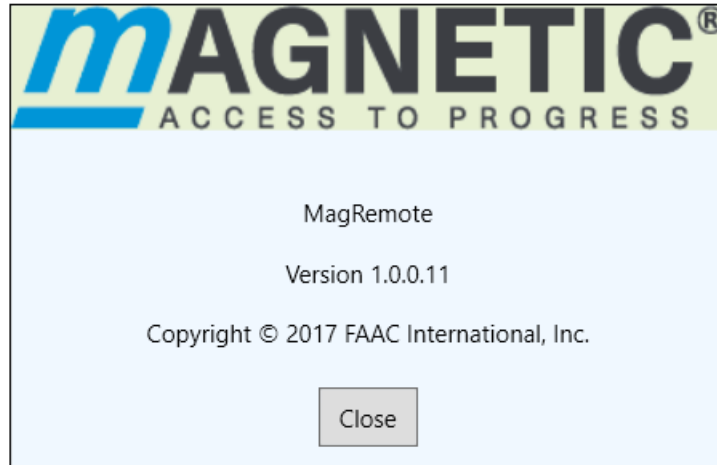 mAGNETIC®
ACCESS TO PROGRESS
MagRemote
Version 1.0.0.11
Copyright © 2017 FAAC International, Inc.
Close